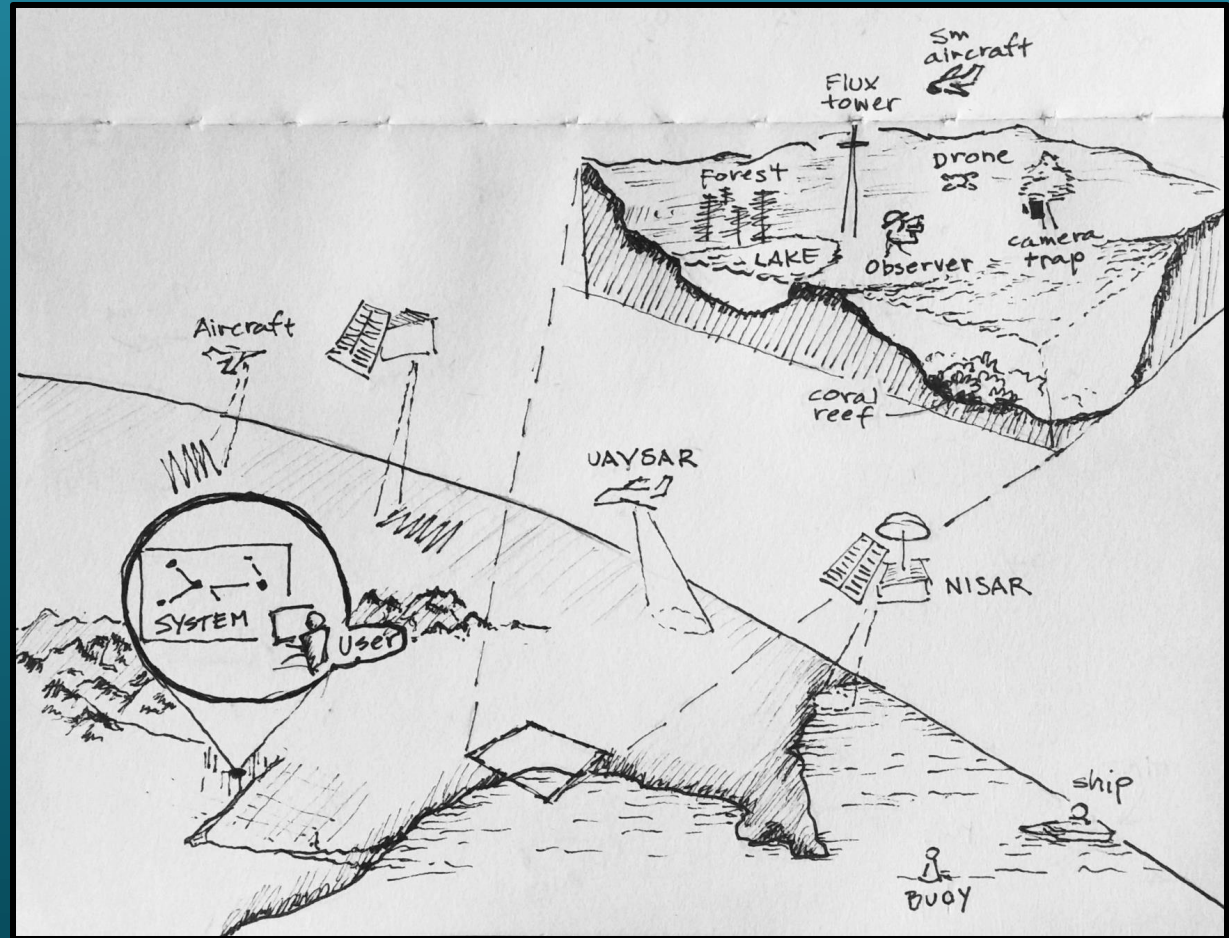 Sm
aircraft
Flux
tower
Drone
Forest
camera
trap
LAKE
Observer
coral
reef
Aircraft
UAVSAR
NISAR
SYSTEM
User
ship
BUOY